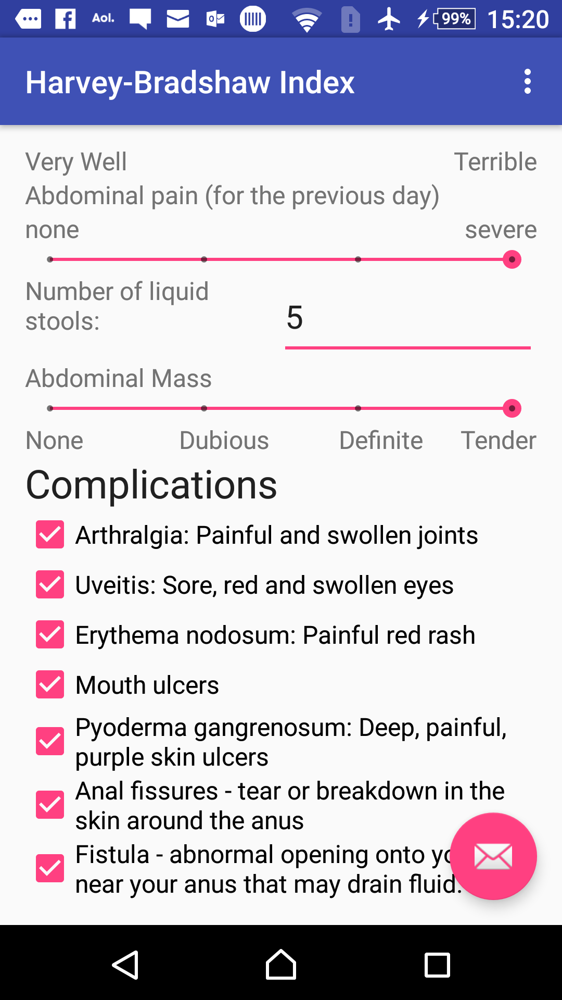 Aol.
99%
15:20
Harvey-Bradshaw Index
Very Well Terrible
Abdominal pain (for the previous day)
none severe
Number of liquid
stools:
5
Abdominal Mass
None Dubious Definite Tender
Complications
Arthralgia: Painful and swollen joints
Uveitis: Sore, red and swollen eyes
Erythema nodosum: Painful red rash
Mouth ulcers
Pyoderma gangrenosum: Deep, painful,
purple skin ulcers
Anal fissures - tear or breakdown in the
skin around the anus
Fistula - abnormal opening onto
near your anus that may drain fluid.